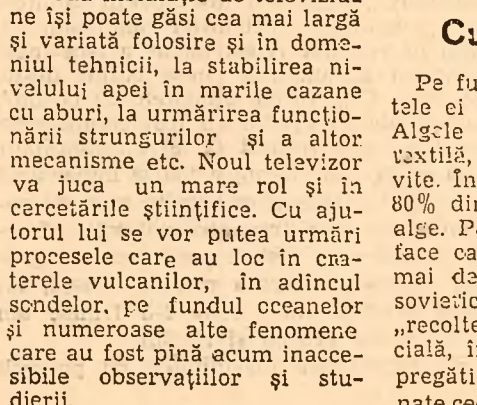 ne își poate găsi cea mai largă
și variată folosire și în dome-
niul tehnicii, la stabilirea ni-
velului apei în marile cazane
cu aburi, la urmărirea funcțio-
nării strungurilor și a altor
mecanisme etc. Noul televizor
va juca un mare rol și în
cercetările științifice. Cu aju-
torul lui se vor putea urmări
procesele care au loc în cra-
terele vulcanilor, în adîncul
sondelor, pe fundul oceanelor
și numeroase alte fenomene
care au fost pînă acum inacce-
sibile observațiilor și stu-
dierii.
Pe fu
tele ei
Algele
textilă,
vite. În
80% din
alge. P
face ca
mai de
sovietic
„recolte
cială, î
pregăti